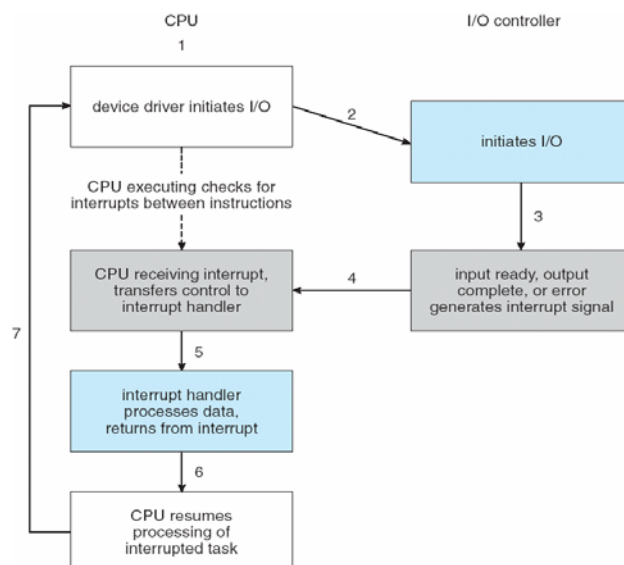 CPU
I/O controller
1
device driver initiates I/O
2
initiates I/O
CPU executing checks for
interrupts between instructions
3
CPU receiving interrupt,
transfers control to
interrupt handler
4
input ready, output
complete, or error
generates interrupt signal
7
5
interrupt handler
processes data,
returns from interrupt
6
CPU resumes
processing of
interrupted task